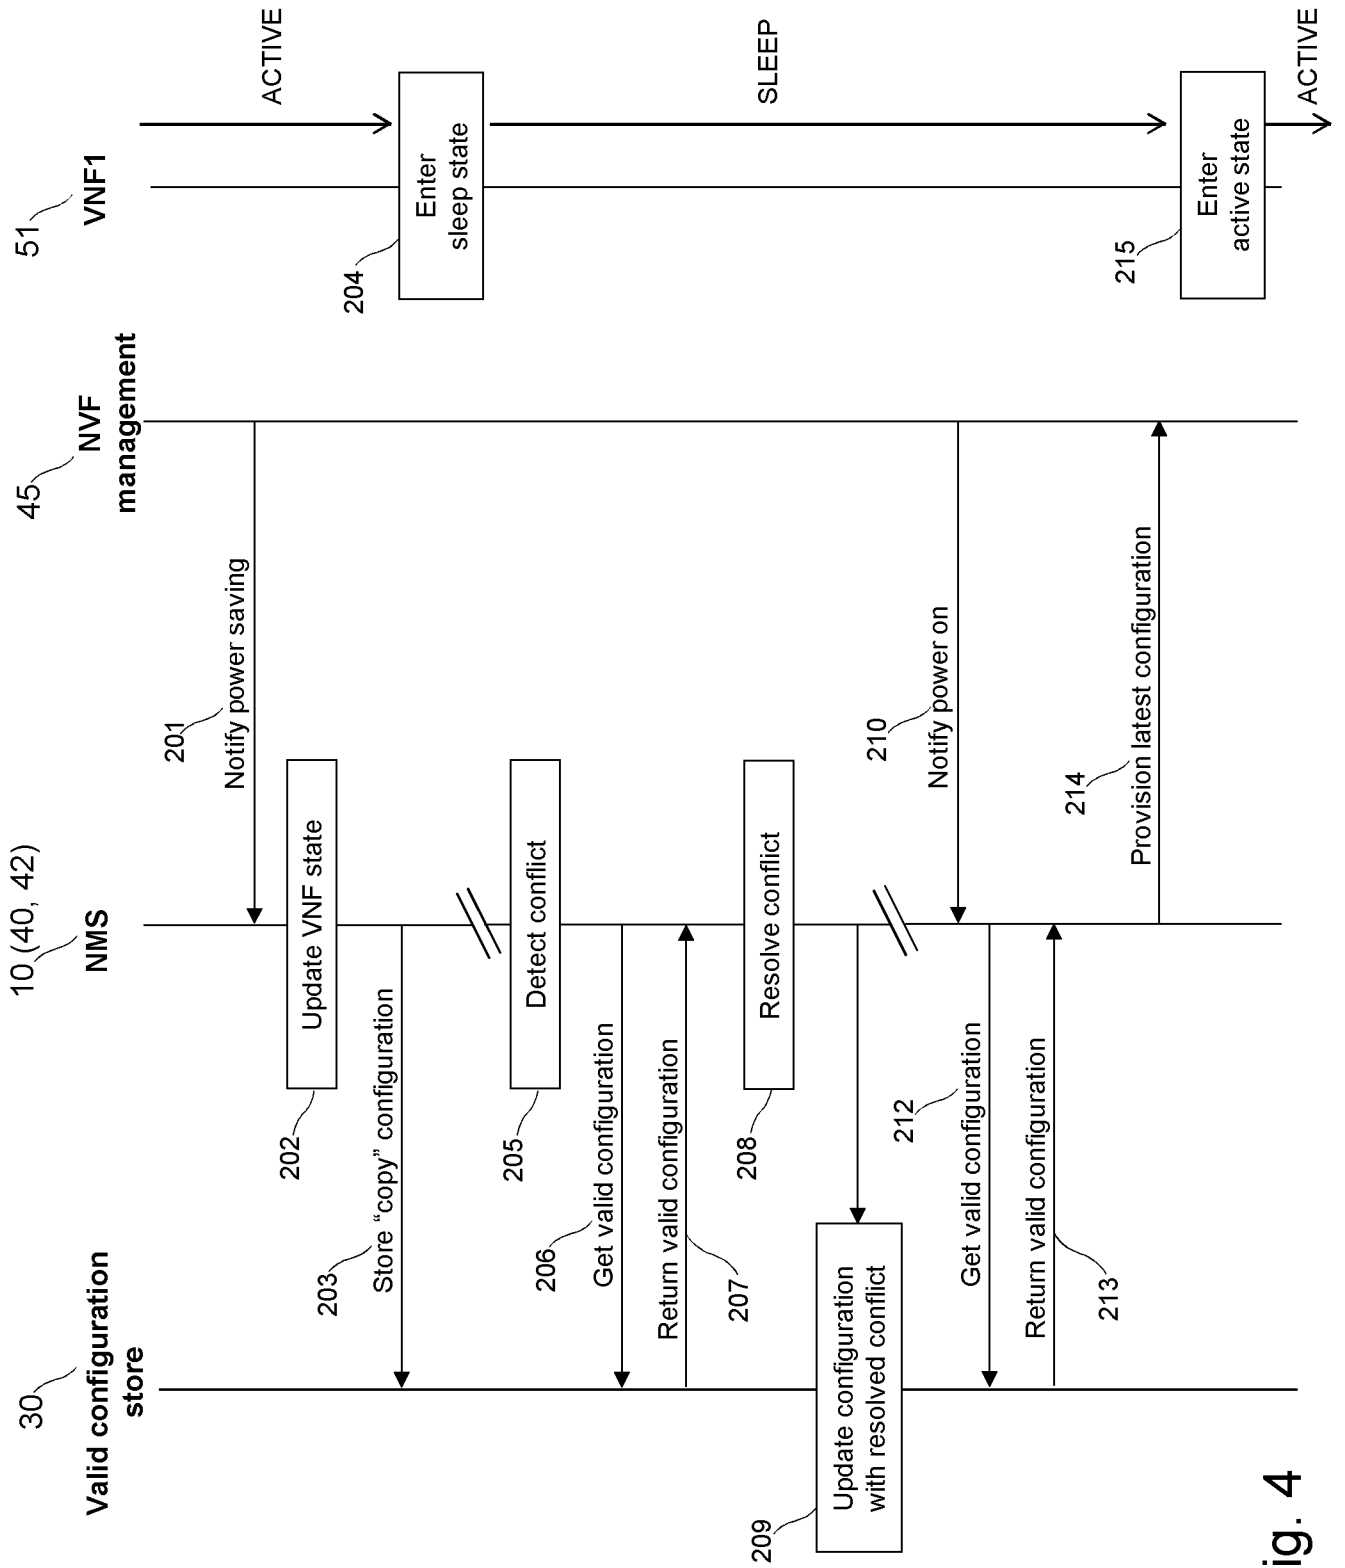 30
Valid configuration
store
10 (40, 42)
NMS
45
NVF
management
51
VNF1
ACTIVE
201
Notify power saving
202
Update VNF state
203
Store “copy” configuration
204
Enter
sleep state
SLEEP
205
Detect conflict
206
Get valid configuration
Return valid configuration
207
208
Resolve conflict
209
Update configuration
with resolved conflict
210
Notify power on
212
Get valid configuration
Return valid configuration
213
214
Provision latest configuration
215
Enter
active state
ACTIVE
ig. 4